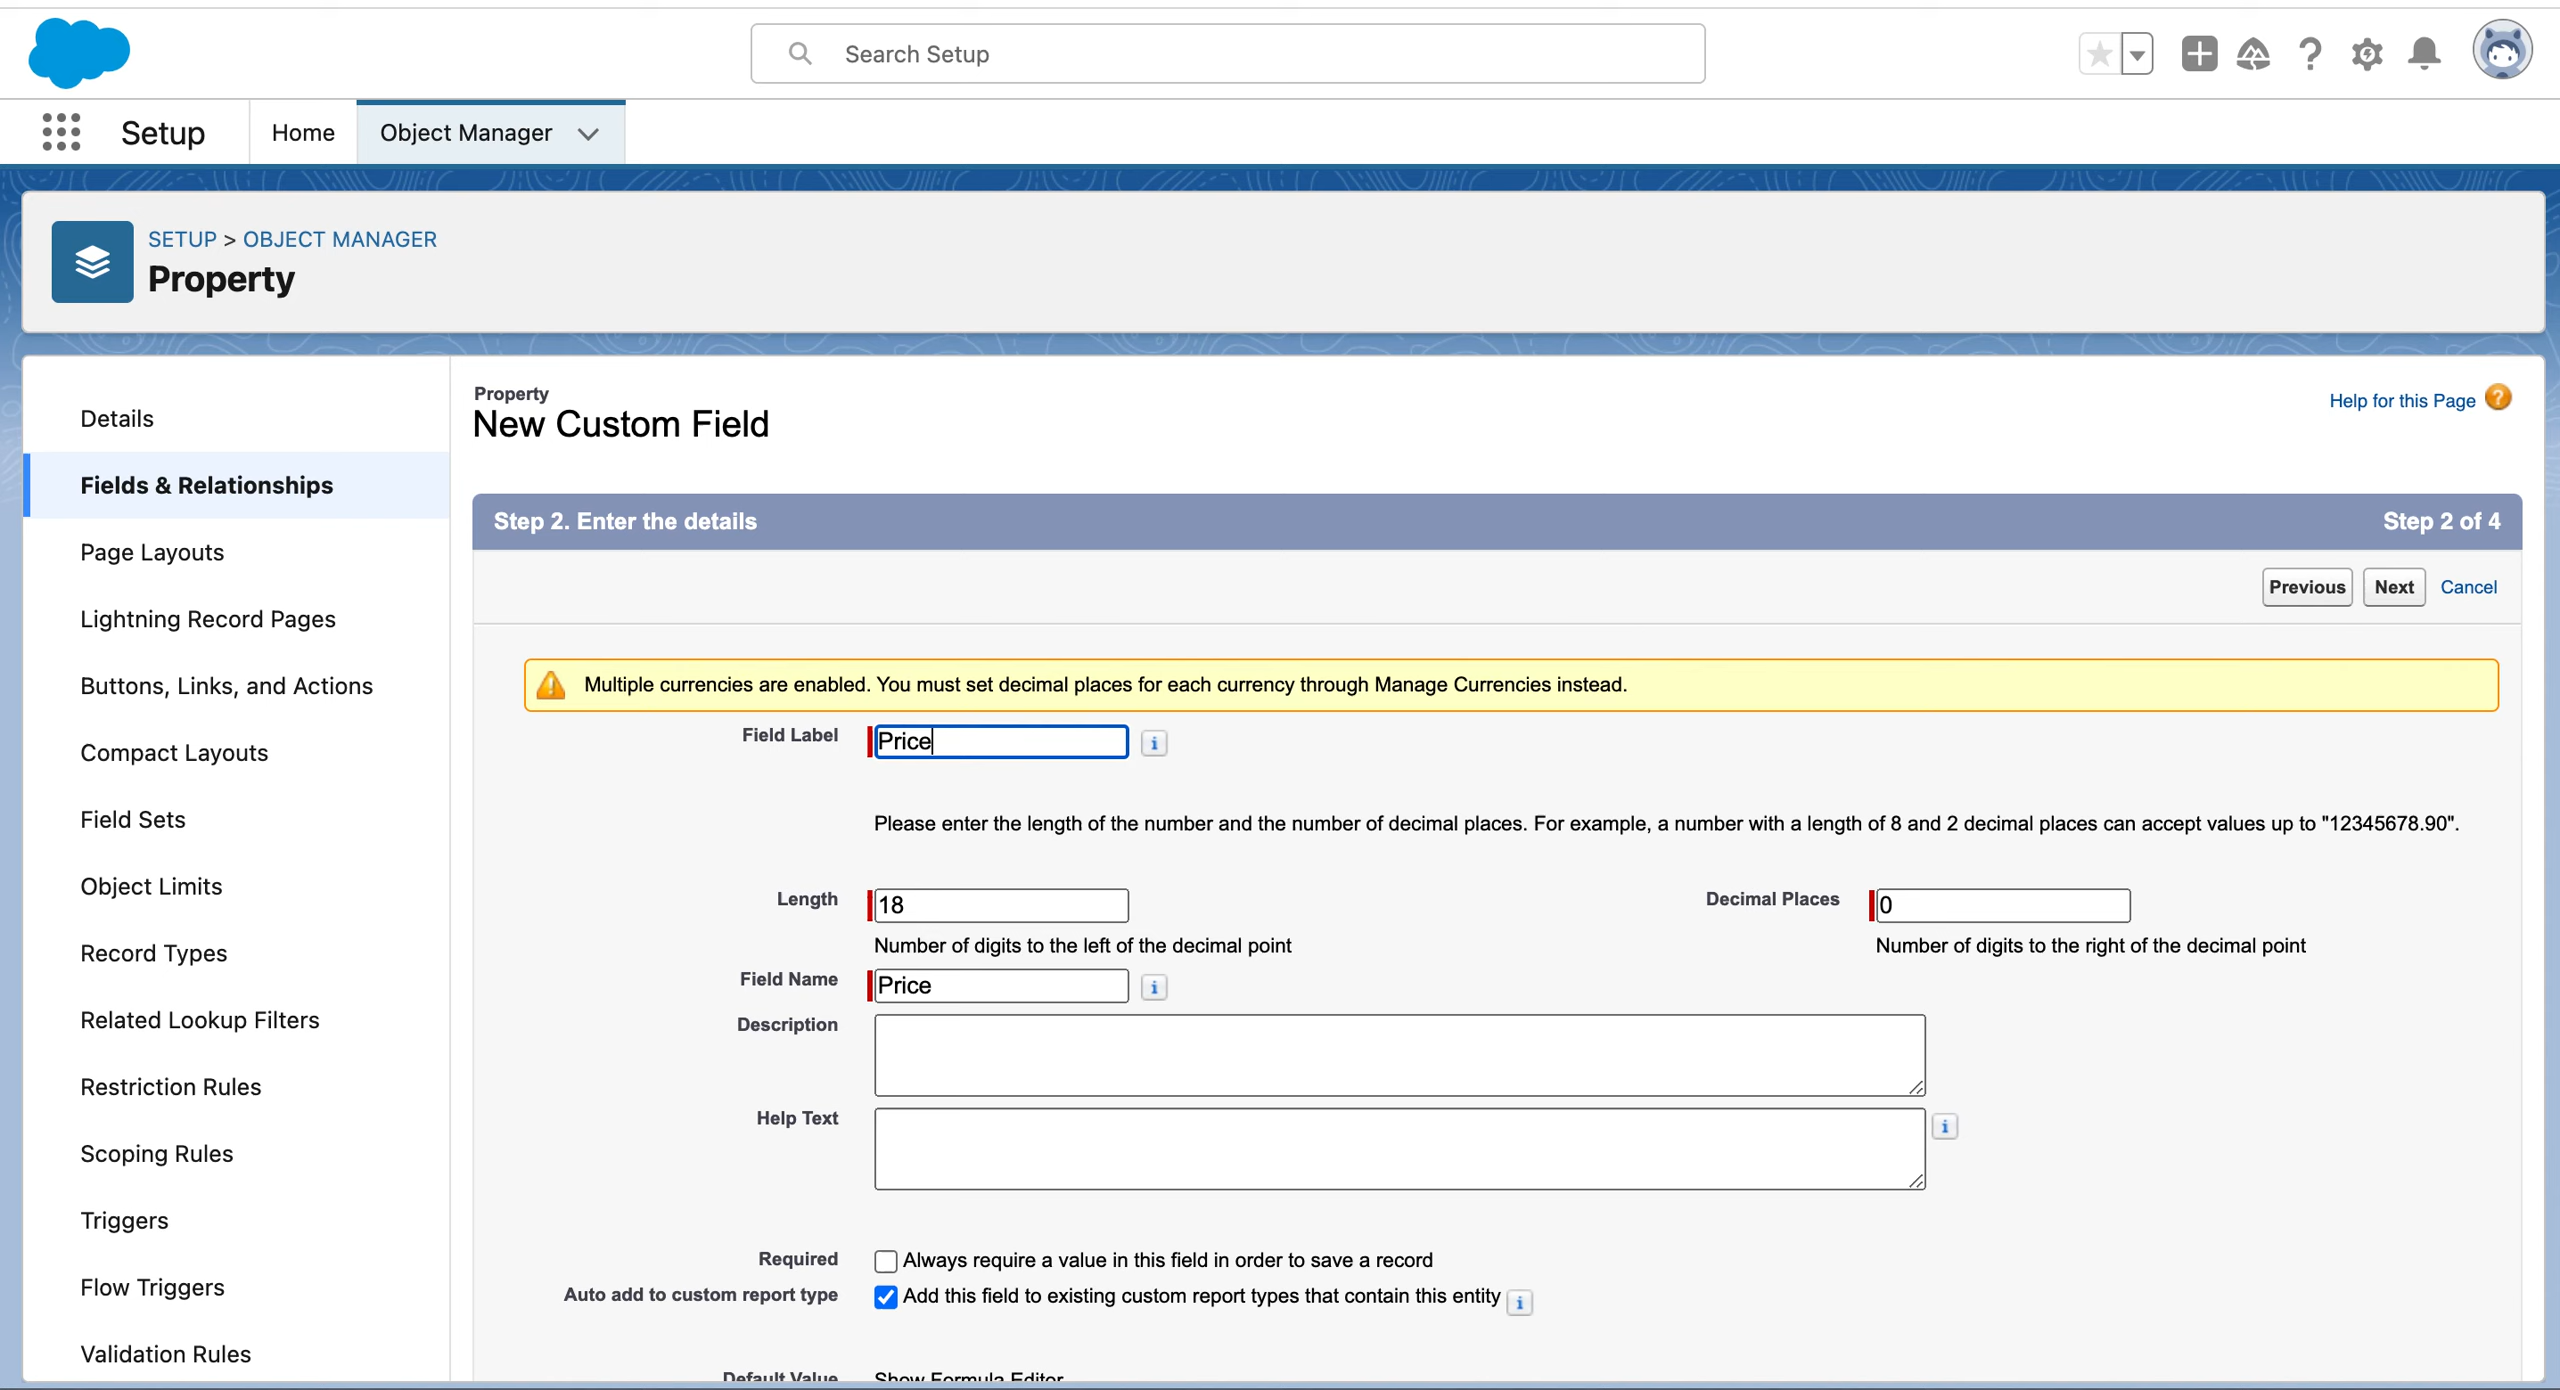 Search Setup
Setup
Home
Object Manager
SETUP > OBJECT MANAGER
Property
Details
Fields & Relationships
Page Layouts
Lightning Record Pages
Buttons, Links, and Actions
Compact Layouts
Field Sets
Object Limits
Record Types
Related Lookup Filters
Restriction Rules
Scoping Rules
Triggers
Flow Triggers
Validation Rules
Property
New Custom Field
Help for this Page ?
Step 2. Enter the details
Step 2 of 4
Previous
Next
Cancel
Multiple currencies are enabled. You must set decimal places for each currency through Manage Currencies instead.
Field Label
Price
i
Please enter the length of the number and the number of decimal places. For example, a number with a length of 8 and 2 decimal places can accept values up to "12345678.90".
Length
18
Number of digits to the left of the decimal point
Decimal Places
0
Number of digits to the right of the decimal point
Field Name
Price
i
Description
Help Text
i
Required
Always require a value in this field in order to save a record
Auto add to custom report type
Add this field to existing custom report types that contain this entity
i
Default Value
Show Formula Editor